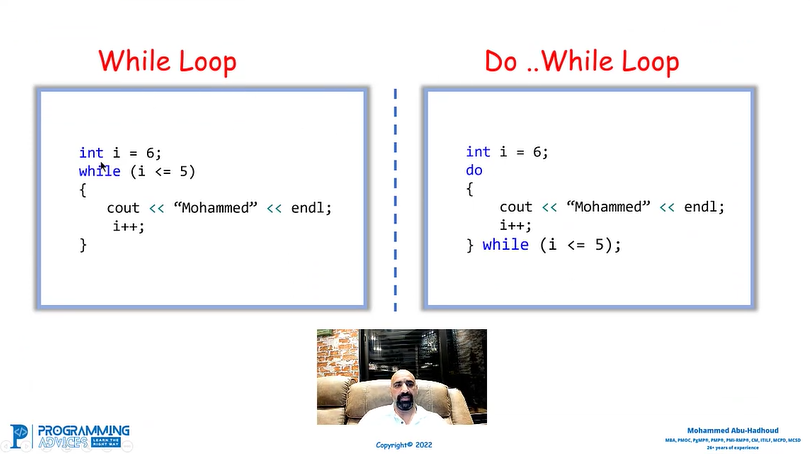 While Loop
int i = 6;
while (i <= 5)
{
cout << “Mohammed” << endl;
i++;
}
Do ..While Loop
int i = 6;
do
{
cout << “Mohammed” << endl;
i++;
} while (i <= 5);
PROGRAMMING
ADVICES LEARN THE RIGHT WAY
Copyright© 2022
Mohammed Abu-Hadhoud
MBA, PMOC, PgMP®, PMP®, PMI-RMP®, CM, ITILF, MCPD, MCSD
26+ years of experience